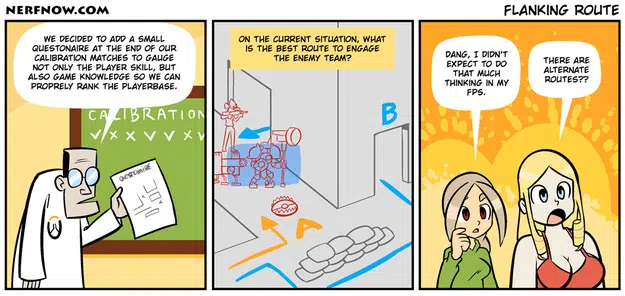 NERFNOW.COM
FLANKING ROUTE
WE DECIDED TO ADD A SMALL
QUESTONAIRE AT THE END OF OUR
CALIBRATION MATCHES TO GAUGE
NOT ONLY THE PLAYER SKILL, BUT
ALSO GAME KNOWLEDGE SO WE CAN
PROPRELY RANK THE PLAYERBASE.
CALIBRATION
QUESTIONAIRE
ON THE CURRENT SITUATION, WHAT
IS THE BEST ROUTE TO ENGAGE
THE ENEMY TEAM?
B
A
DANG, I DIDN'T
EXPECT TO DO
THAT MUCH
THINKING IN MY
FPS.
THERE ARE
ALTERNATE
ROUTES??